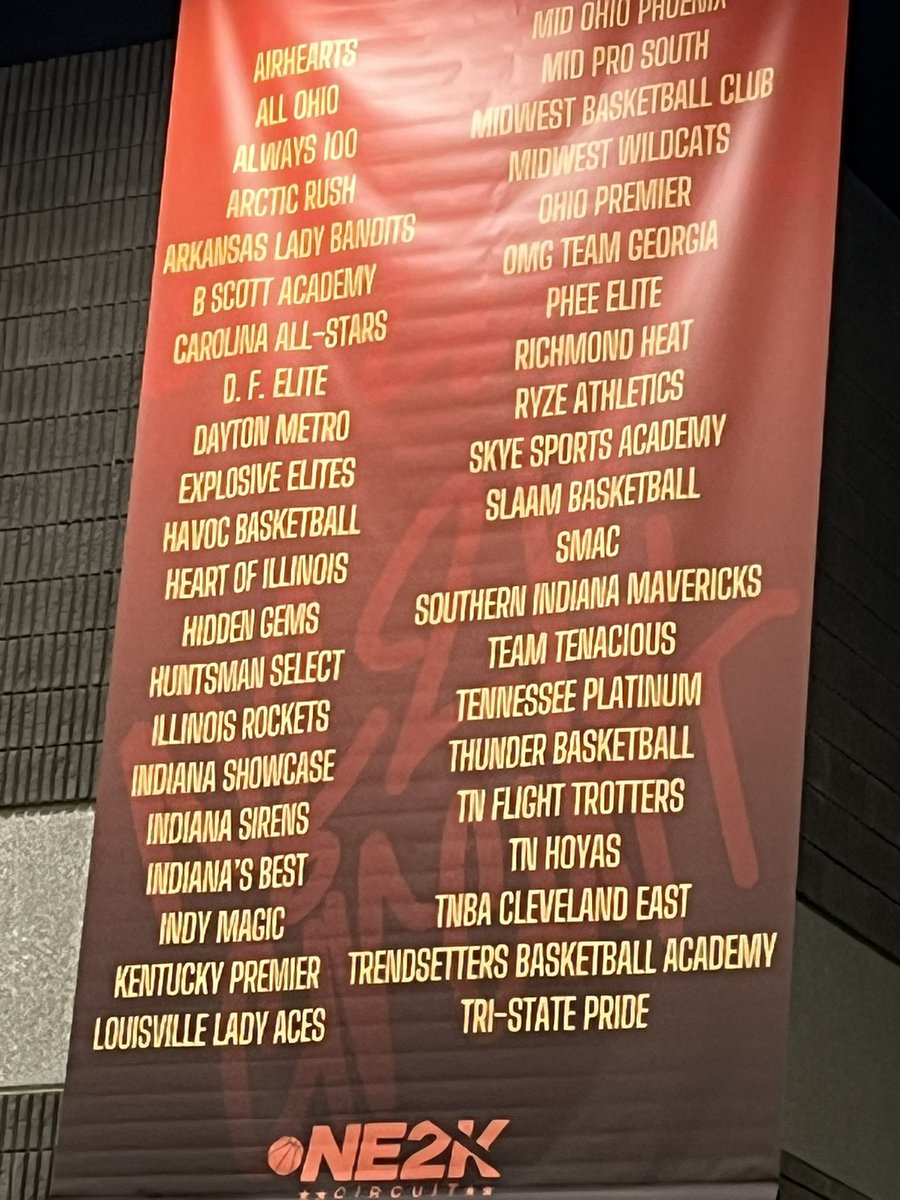 AIRHEARTS
ALL OHIO
ALWAYS 100
ARCTIC RUSH
ARKANSAS LADY BANDITS
B SCOTT ACADEMY
CAROLINA ALL-STARS
D. F. ELITE
DAYTON METRO
EXPLOSIVE ELITES
HAVOC BASKETBALL
HEART OF ILLINOIS
HIDDEN GEMS
HUNTSMAN SELECT
ILLINOIS ROCKETS
INDIANA SHOWCASE
INDIANA SIRENS
INDIANA'S BEST
INDY MAGIC
KENTUCKY PREMIER
LOUISVILLE LADY ACES
MID OHIO PHOENIX
MID PRO SOUTH
MIDWEST BASKETBALL CLUB
MIDWEST WILDCATS
OHIO PREMIER
OMG TEAM GEORGIA
PHEE ELITE
RICHMOND HEAT
RYZE ATHLETICS
SKYE SPORTS ACADEMY
SLAAM BASKETBALL
SMAC
SOUTHERN INDIANA MAVERICKS
TEAM TENACIOUS
TENNESSEE PLATINUM
THUNDER BASKETBALL
TN FLIGHT TROTTERS
TN HOYAS
TNBA CLEVELAND EAST
TRENDSETTERS BASKETBALL ACADEMY
TRI-STATE PRIDE
ONE2K
CIRCUIT